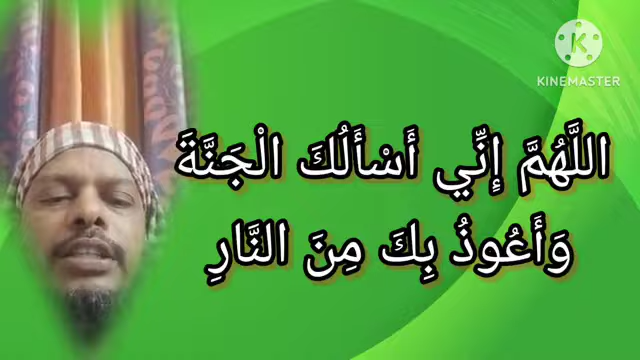 KINEMASTER
اللَّهُمَّ إِنِّي أَسْأَلُكَ الْجَنَّةَ
وَأَعُوذُ بِكَ مِنَ النَّارِ